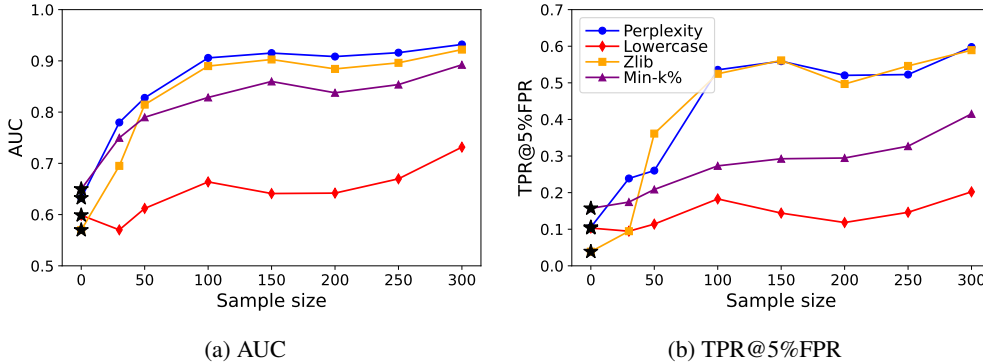 1.0
0.9
0.8
0.7
0.6
0.5
AUC
0 50 100 150 200 250 300
Sample size
(a) AUC
0.7
0.6
0.5
0.4
0.3
0.2
0.1
0.0
TPR@5%FPR
Perplexity
Lowercase
Zlib
Min-k%
0 50 100 150 200 250 300
Sample size
(b) TPR@5%FPR